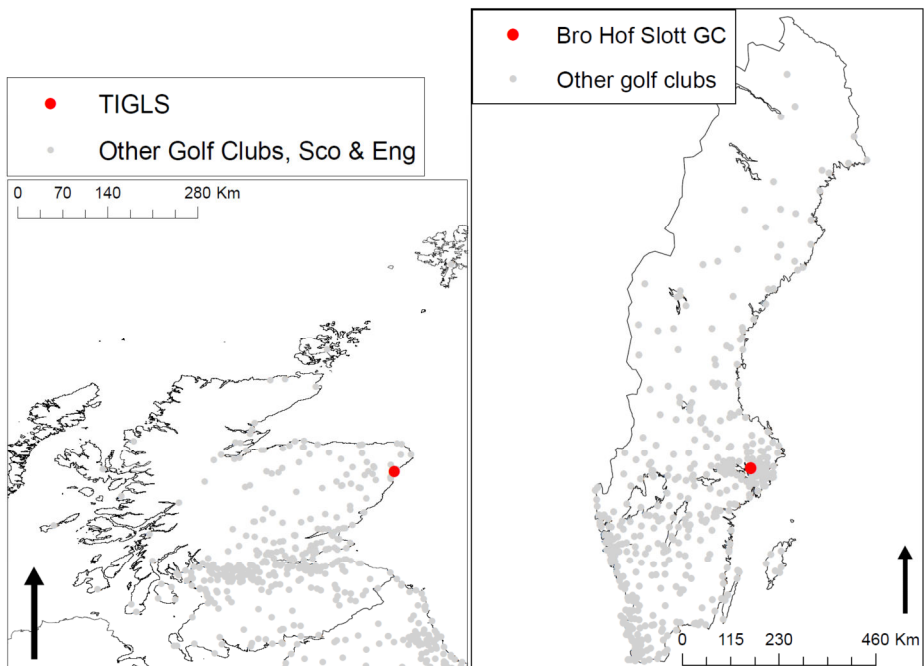 TIGLS
Other Golf Clubs, Sco & Eng
0 70 140 280 Km
Bro Hof Slott GC
Other golf clubs
0 115 230 460 Km